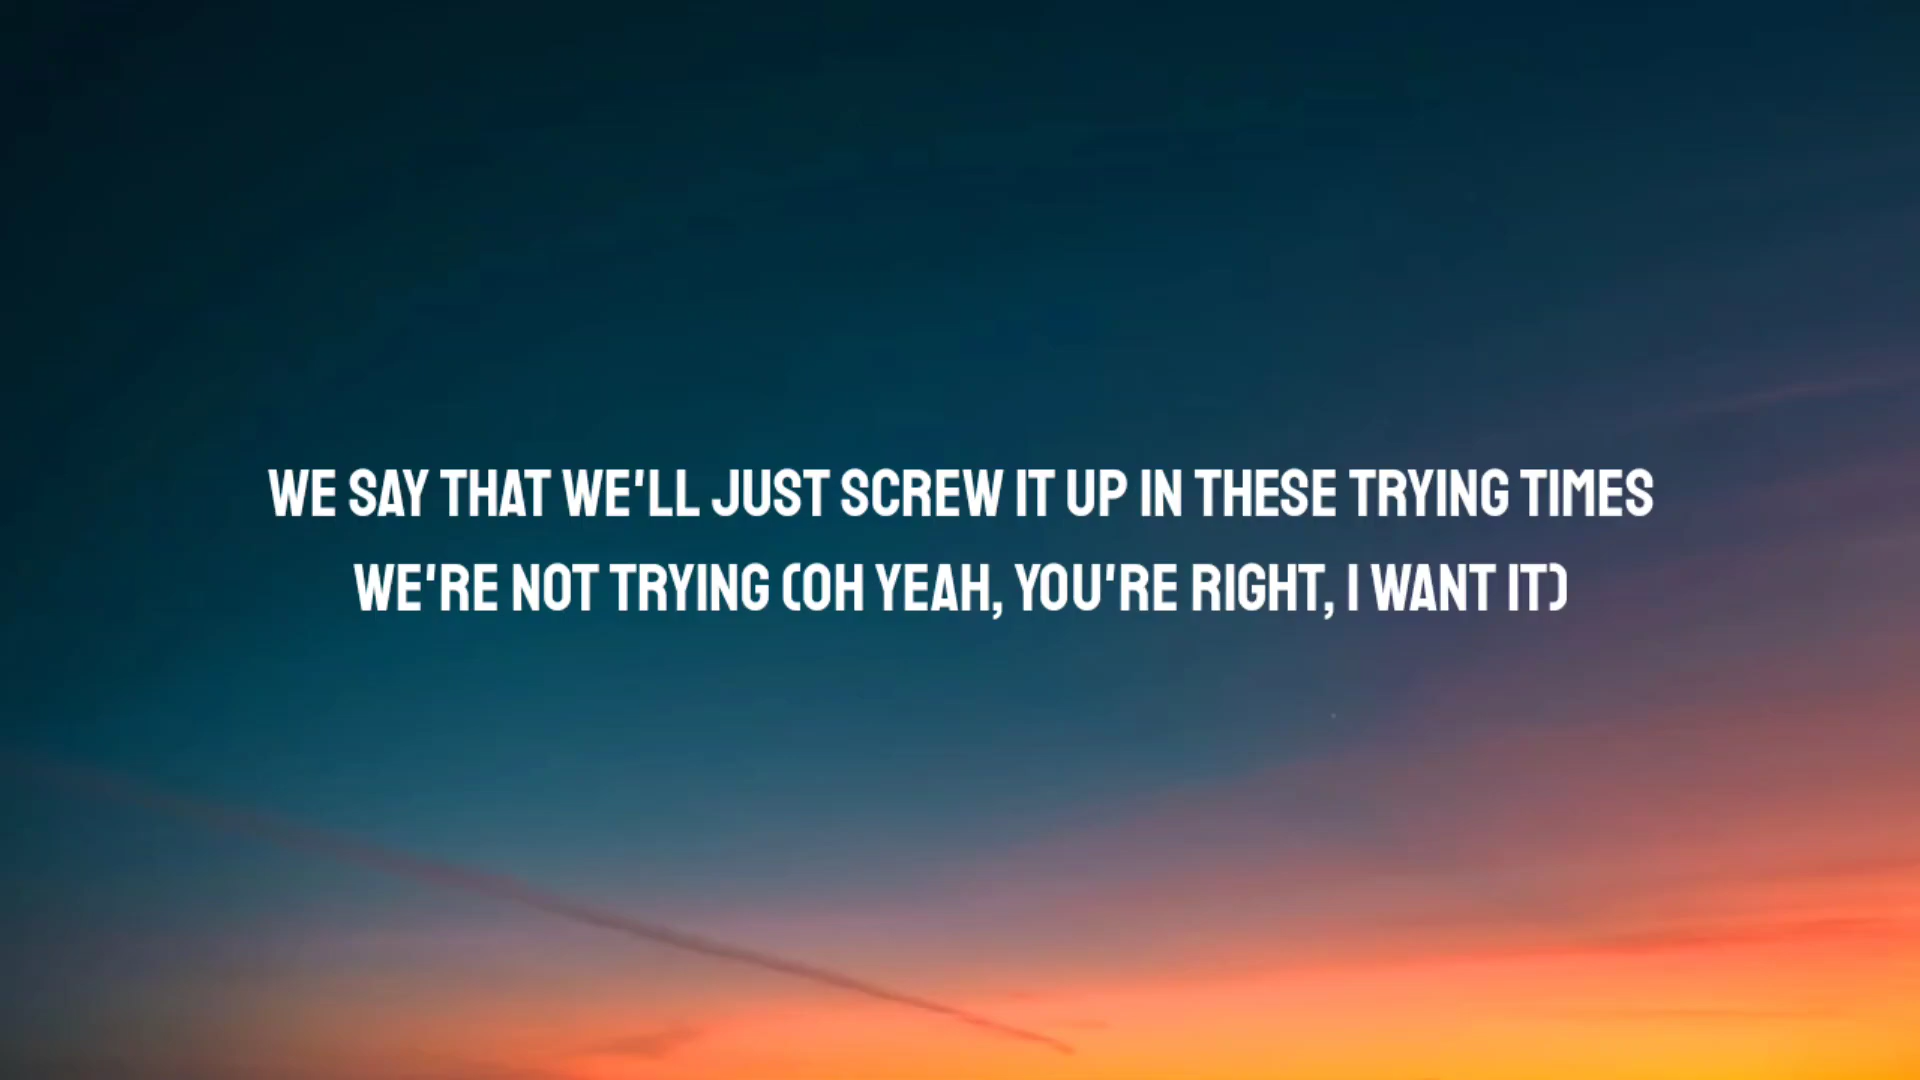 WE SAY THAT WE'LL JUST SCREW IT UP IN THESE TRYING TIMES
WE'RE NOT TRYING (OH YEAH, YOU'RE RIGHT, I WANT IT)